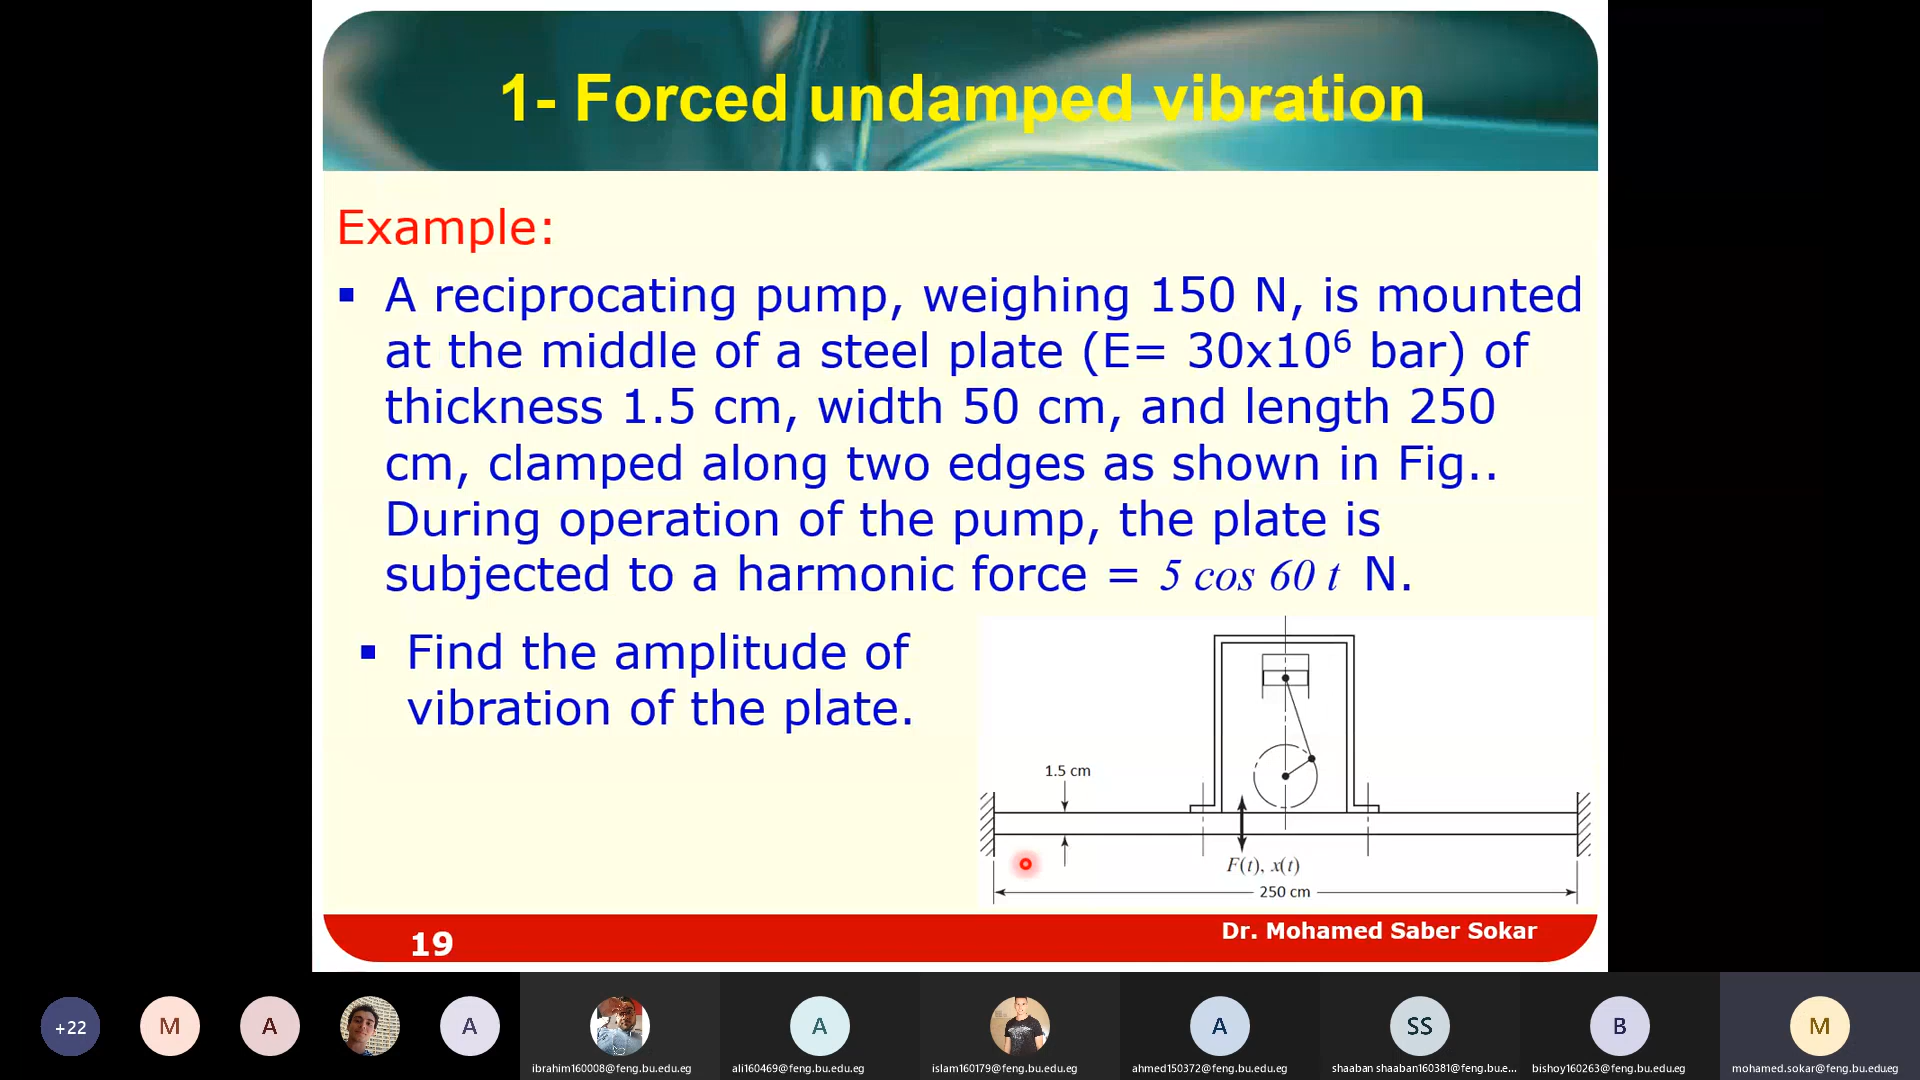 1- Forced undamped vibration
Example:
▪ A reciprocating pump, weighing 150 N, is mounted
at the middle of a steel plate (E= 30x10⁶ bar) of
thickness 1.5 cm, width 50 cm, and length 250
cm, clamped along two edges as shown in Fig..
During operation of the pump, the plate is
subjected to a harmonic force = 5 cos 60 t N.
▪ Find the amplitude of
vibration of the plate.
1.5 cm
F(t), x(t)
250 cm
19
Dr. Mohamed Saber Sokar
+22
M
A
A
A
A
SS
B
M
ibrahim160008@feng.bu.edu.eg
ali160469@feng.bu.edu.eg
islam160179@feng.bu.edu.eg
ahmed150372@feng.bu.edu.eg
shaaban shaaban160381@feng.bu.e...
bishoy160263@feng.bu.edu.eg
mohamed.sokar@feng.bu.edu.eg